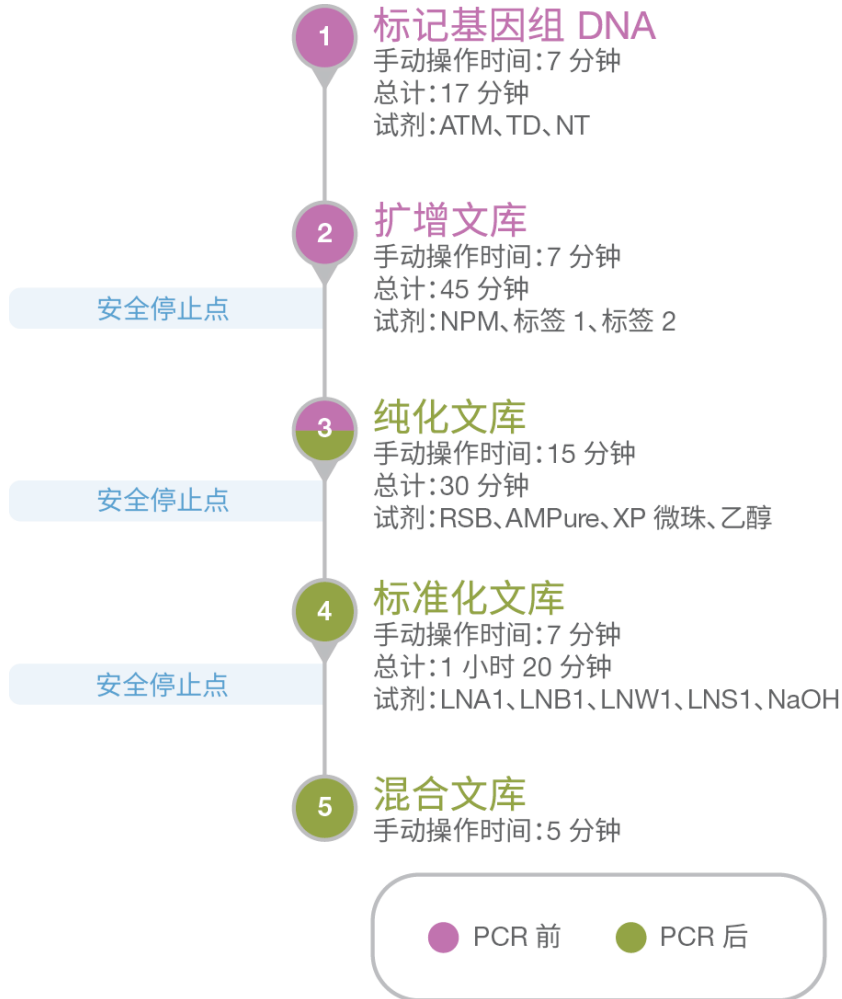 1
标记基因组 DNA
手动操作时间:7 分钟
总计:17 分钟
试剂:ATM、TD、NT
2
扩增文库
手动操作时间:7 分钟
总计:45 分钟
试剂:NPM、标签 1、标签 2
安全停止点
3
纯化文库
手动操作时间:15 分钟
总计:30 分钟
试剂:RSB、AMPure、XP 微珠、乙醇
安全停止点
4
标准化文库
手动操作时间:7 分钟
总计:1 小时 20 分钟
试剂:LNA1、LNB1、LNW1、LNS1、NaOH
安全停止点
5
混合文库
手动操作时间:5 分钟
PCR 前
PCR 后